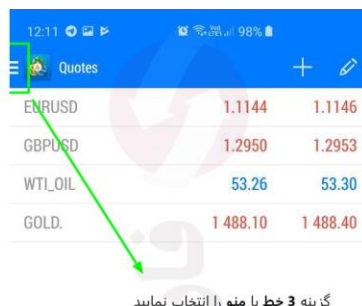 12:11 98%
Quotes
EURUSD 1.1144 1.1146
GBPUSD 1.2950 1.2953
WTI_OIL 53.26 53.30
GOLD. 1 488.10 1 488.40
گزینه 3 خط یا منو را انتخاب نمایید